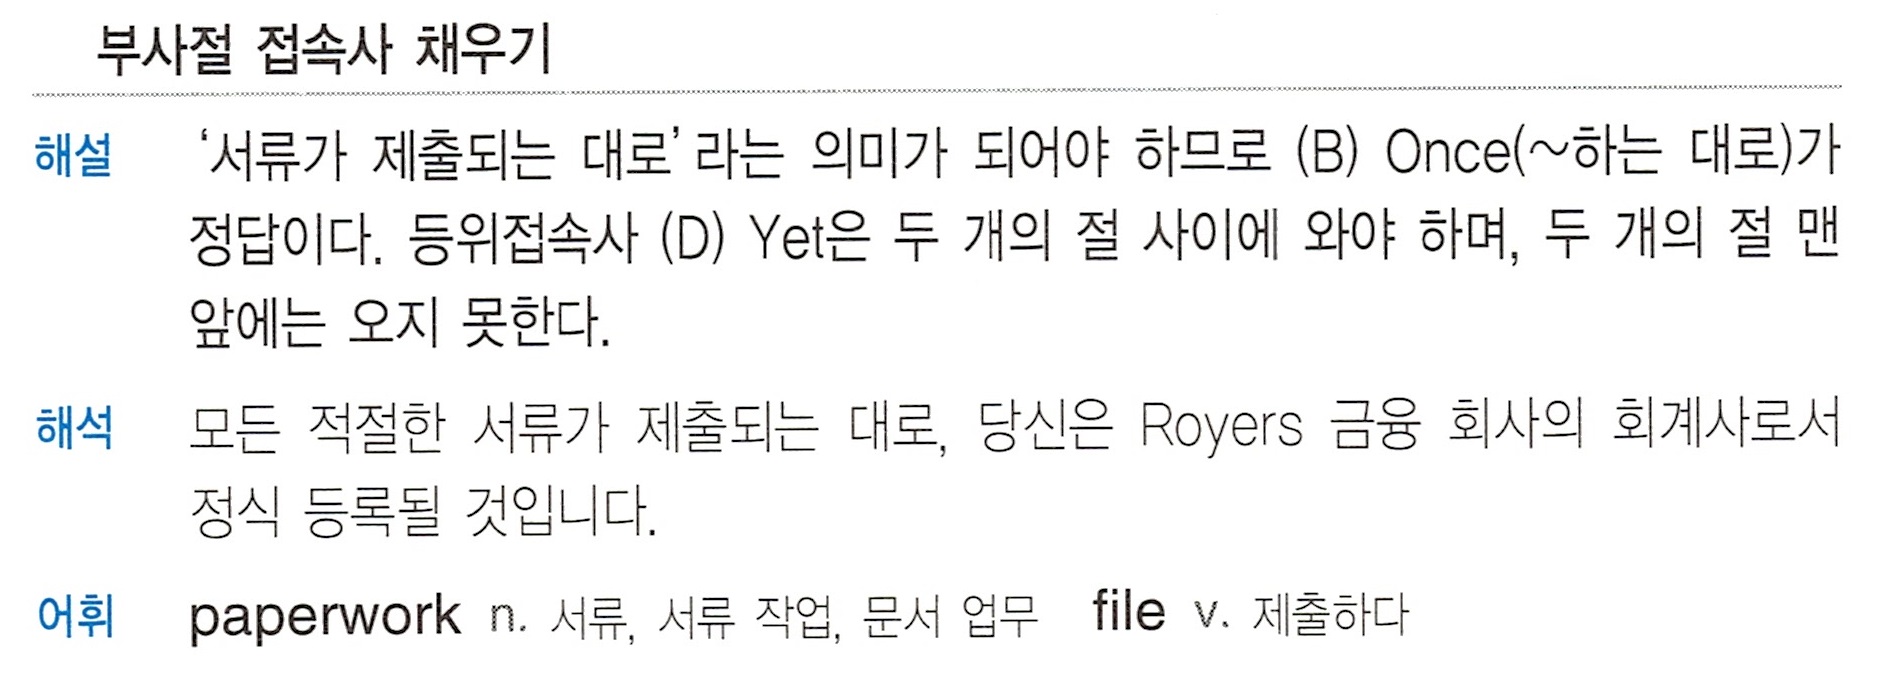 부사절 접속사 채우기
해설 ‘서류가 제출되는 대로’라는 의미가 되어야 하므로 (B) Once(~하는 대로)가
정답이다. 등위접속사 (D) Yet은 두 개의 절 사이에 와야 하며, 두 개의 절 맨
앞에는 오지 못한다.
해석 모든 적절한 서류가 제출되는 대로, 당신은 Royers 금융 회사의 회계사로서
정식 등록될 것입니다.
어휘 paperwork n. 서류, 서류 작업, 문서 업무 file v. 제출하다